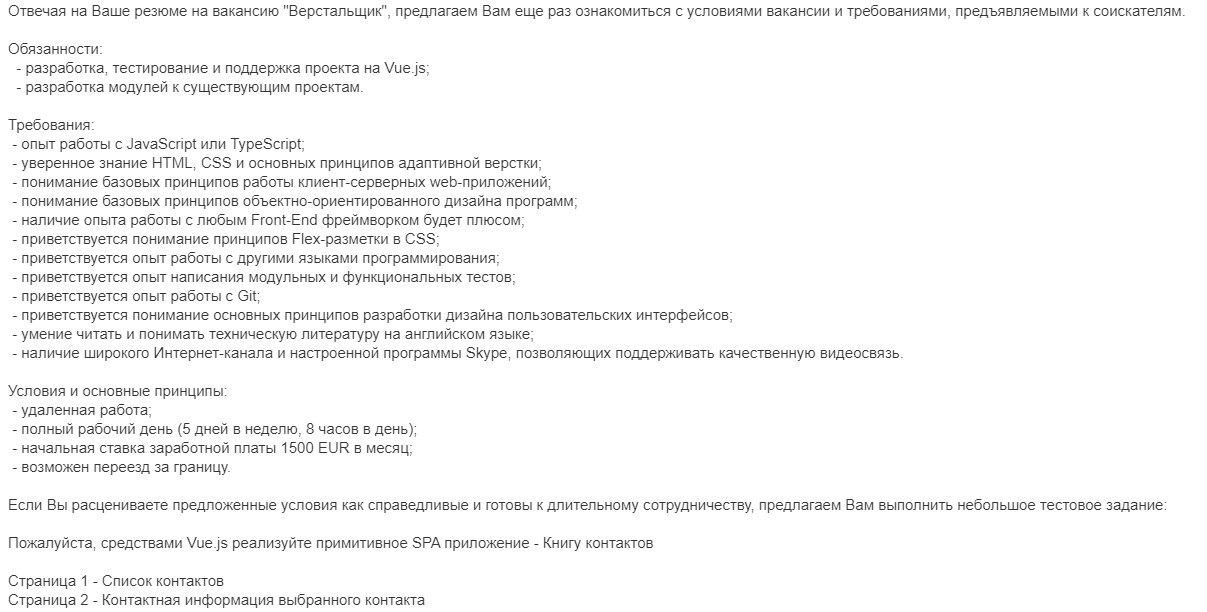 Отвечая на Ваше резюме на вакансию "Верстальщик", предлагаем Вам еще раз ознакомиться с условиями вакансии и требованиями, предъявляемыми к соискателям.
Обязанности:
- разработка, тестирование и поддержка проекта на Vue.js;
- разработка модулей к существующим проектам.
Требования:
- опыт работы с JavaScript или TypeScript;
- уверенное знание HTML, CSS и основных принципов адаптивной верстки;
- понимание базовых принципов работы клиент-серверных web-приложений;
- понимание базовых принципов объектно-ориентированного дизайна программ;
- наличие опыта работы с любым Front-End фреймворком будет плюсом;
- приветствуется понимание принципов Flex-разметки в CSS;
- приветствуется опыт работы с другими языками программирования;
- приветствуется опыт написания модульных и функциональных тестов;
- приветствуется опыт работы с Git;
- приветствуется понимание основных принципов разработки дизайна пользовательских интерфейсов;
- умение читать и понимать техническую литературу на английском языке;
- наличие широкого Интернет-канала и настроенной программы Skype, позволяющих поддерживать качественную видеосвязь.
Условия и основные принципы:
- удаленная работа;
- полный рабочий день (5 дней в неделю, 8 часов в день);
- начальная ставка заработной платы 1500 EUR в месяц;
- возможен переезд за границу.
Если Вы расцениваете предложенные условия как справедливые и готовы к длительному сотрудничеству, предлагаем Вам выполнить небольшое тестовое задание:
Пожалуйста, средствами Vue.js реализуйте примитивное SPA приложение - Книгу контактов
Страница 1 - Список контактов
Страница 2 - Контактная информация выбранного контакта